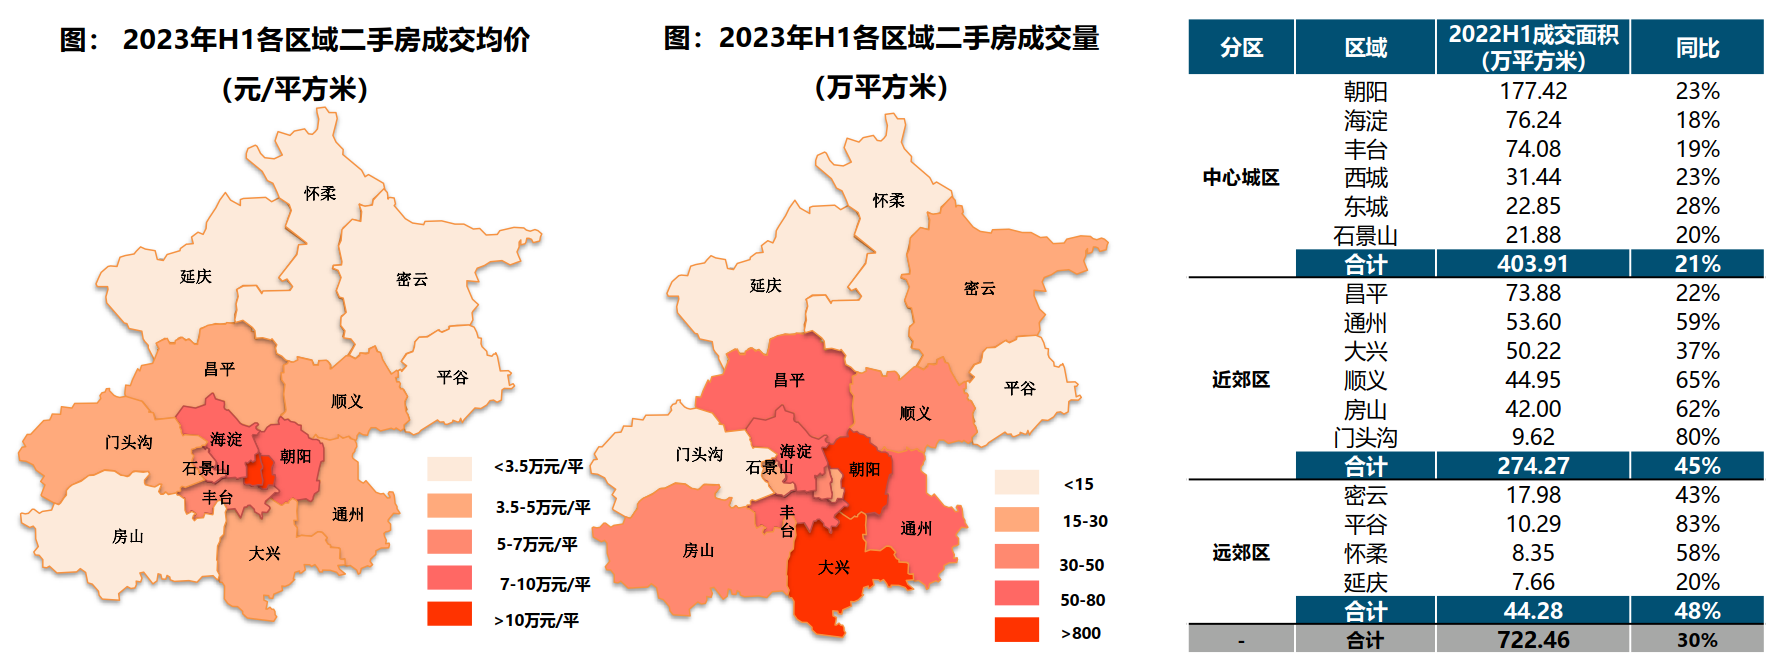 图： 2023年H1各区域二手房成交均价
（元/平方米）
怀柔
延庆
密云
昌平
平谷
顺义
门头沟
海淀
朝阳
石景山
丰台
通州
房山
大兴
<3.5万元/平
3.5-5万元/平
5-7万元/平
7-10万元/平
>10万元/平
图：2023年H1各区域二手房成交量
（万平方米）
怀柔
延庆
密云
昌平
平谷
顺义
门头沟
海淀
石景山
朝阳
丰
台
通州
房山
大兴
<15
15-30
30-50
50-80
>800
分区 区域 2022H1成交面积 同比
（万平方米）
朝阳 177.42 23%
海淀 76.24 18%
丰台 74.08 19%
中心城区 西城 31.44 23%
东城 22.85 28%
石景山 21.88 20%
合计 403.91 21%
昌平 73.88 22%
通州 53.60 59%
大兴 50.22 37%
近郊区 顺义 44.95 65%
房山 42.00 62%
门头沟 9.62 80%
合计 274.27 45%
密云 17.98 43%
平谷 10.29 83%
远郊区 怀柔 8.35 58%
延庆 7.66 20%
合计 44.28 48%
- 合计 722.46 30%